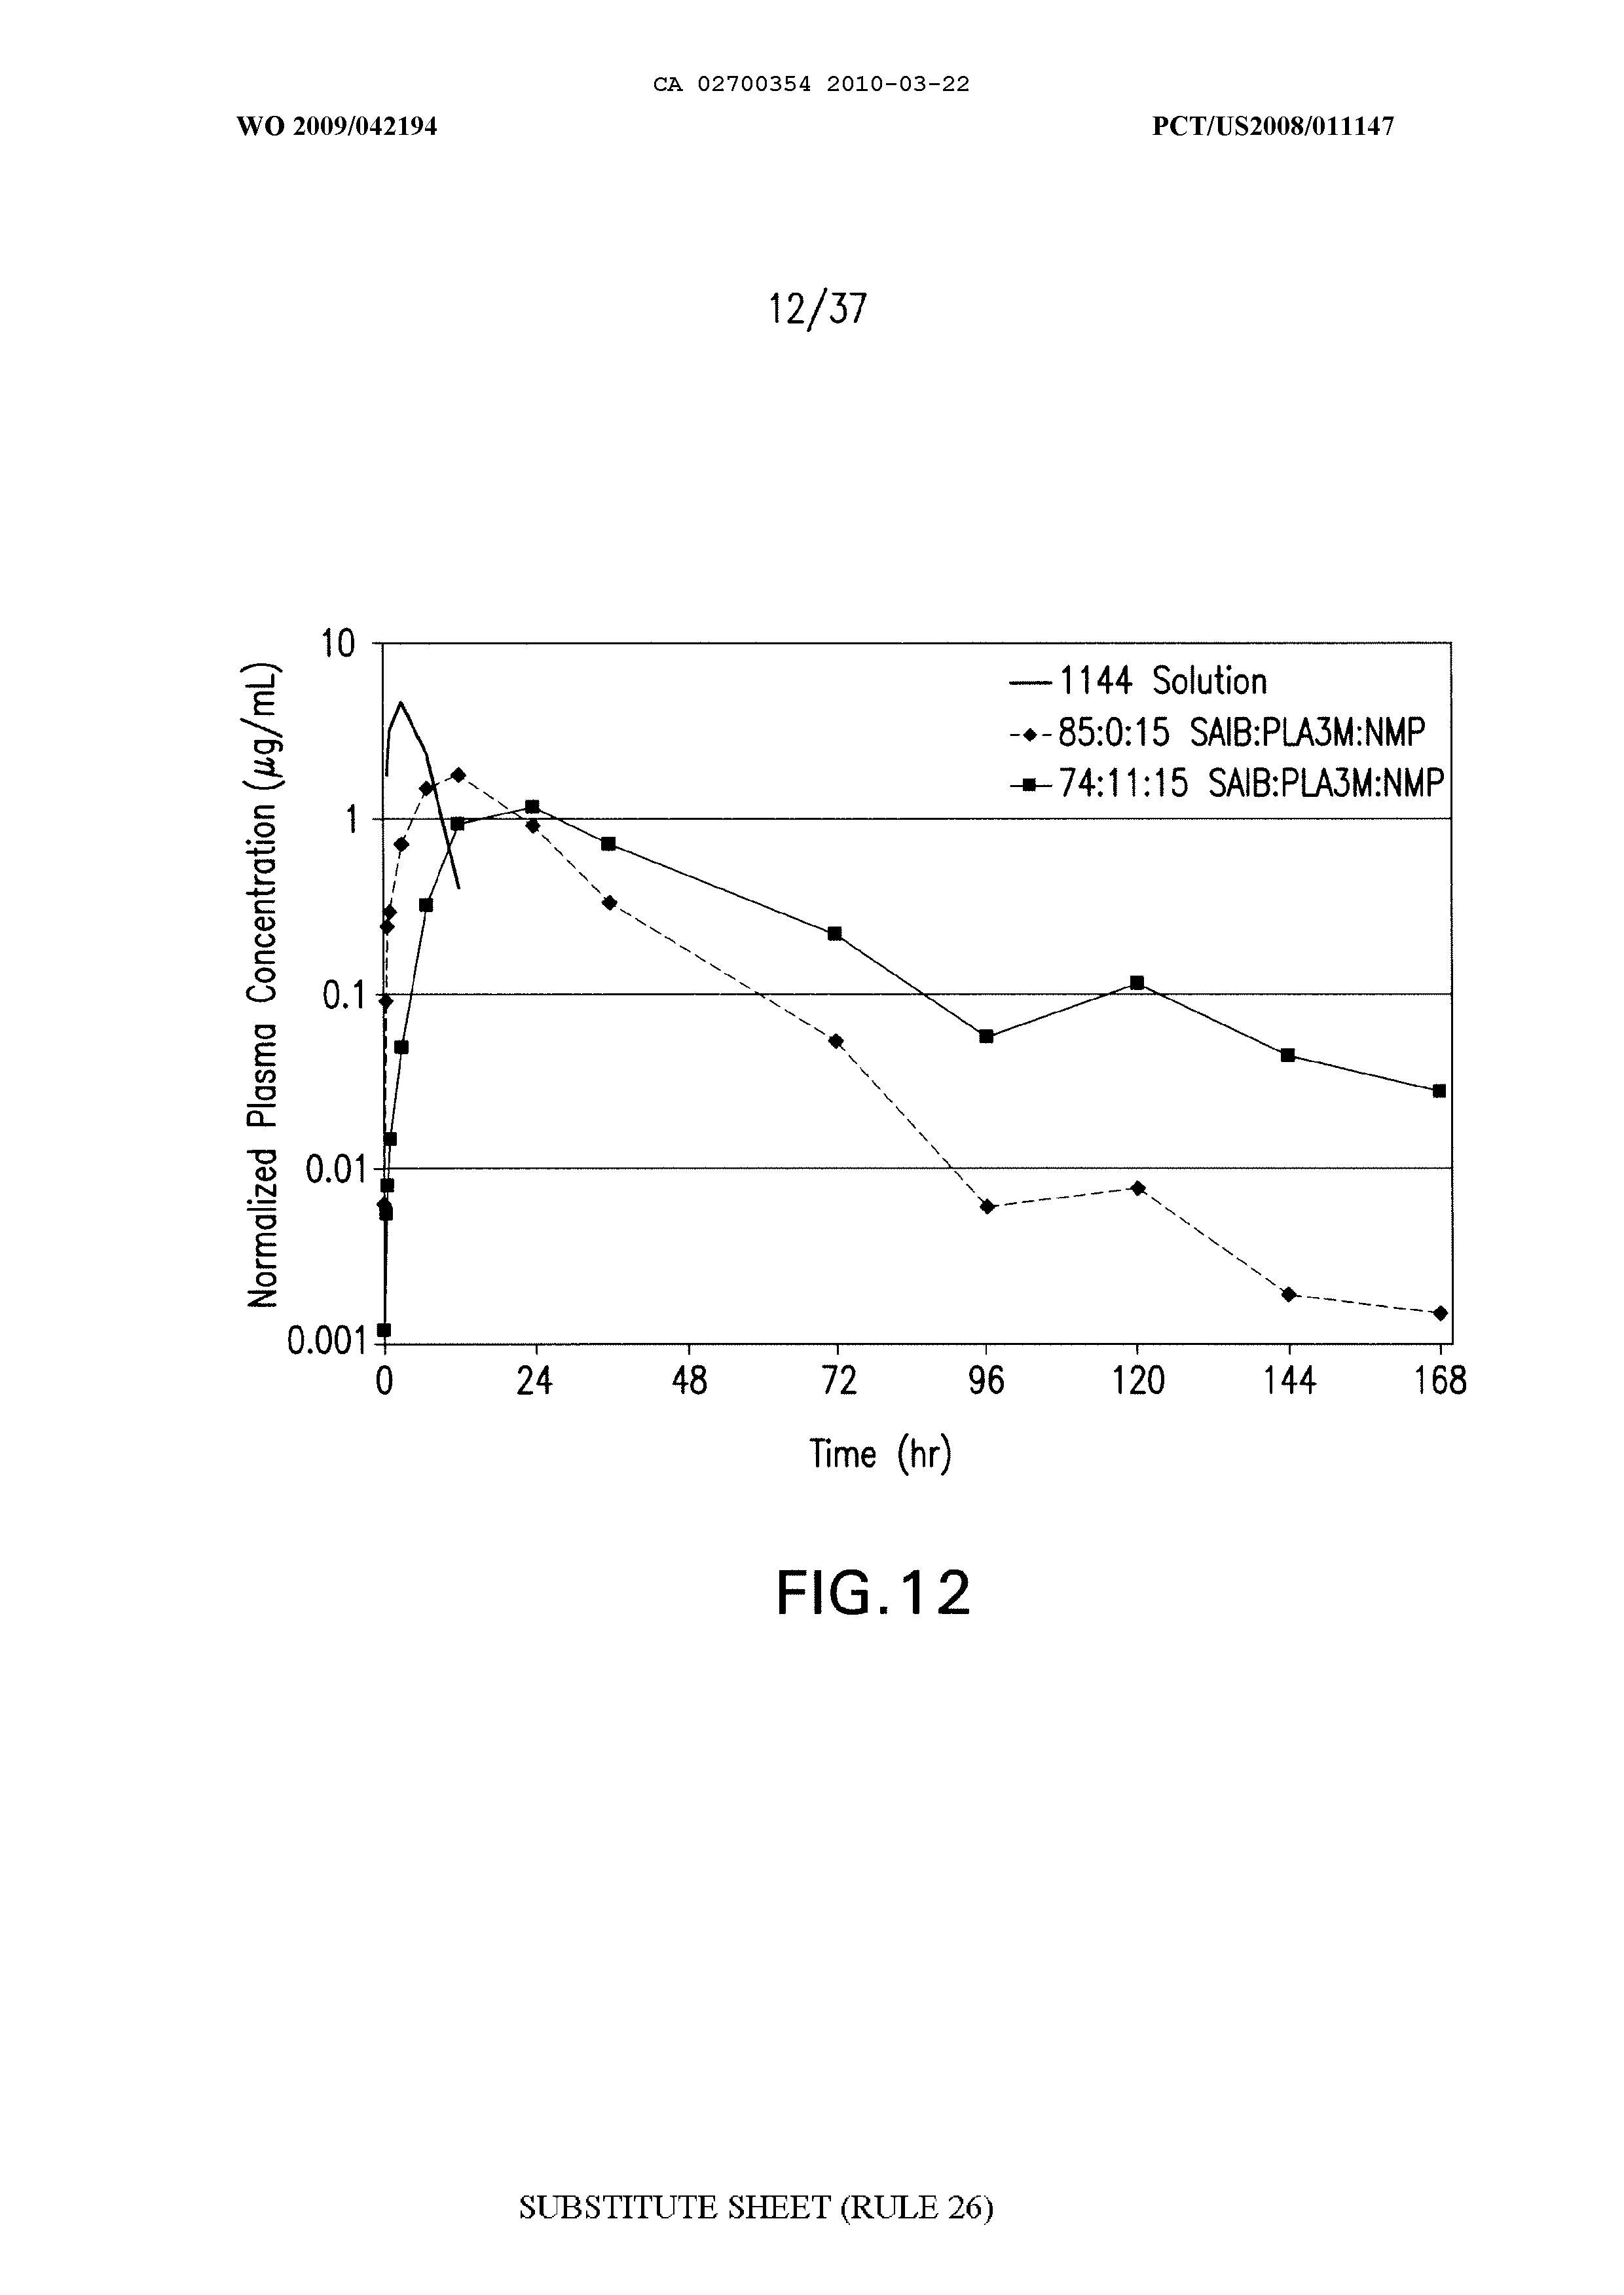 CA 02700354 2010-03-22
WO 2009/042194 PCT/US2008/011147
12/37
10
1
0.1
0.01
0.001
Normalized Plasma Concentration (µg/mL)
1144 Solution
85:0:15 SAIB:PLA3M:NMP
74:11:15 SAIB:PLA3M:NMP
0 24 48 72 96 120 144 168
Time (hr)
FIG.12
SUBSTITUTE SHEET (RULE 26)